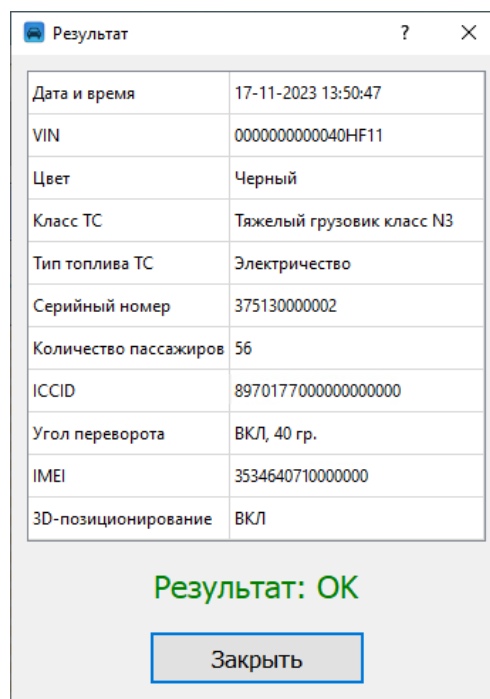 Результат
Дата и время 17-11-2023 13:50:47
VIN 0000000000040HF11
Цвет Черный
Класс ТС Тяжелый грузовик класс N3
Тип топлива ТС Электричество
Серийный номер 375130000002
Количество пассажиров 56
ICCID 8970177000000000000
Угол переворота ВКЛ, 40 гр.
IMEI 3534640710000000
3D-позиционирование ВКЛ
Результат: OK
Закрыть